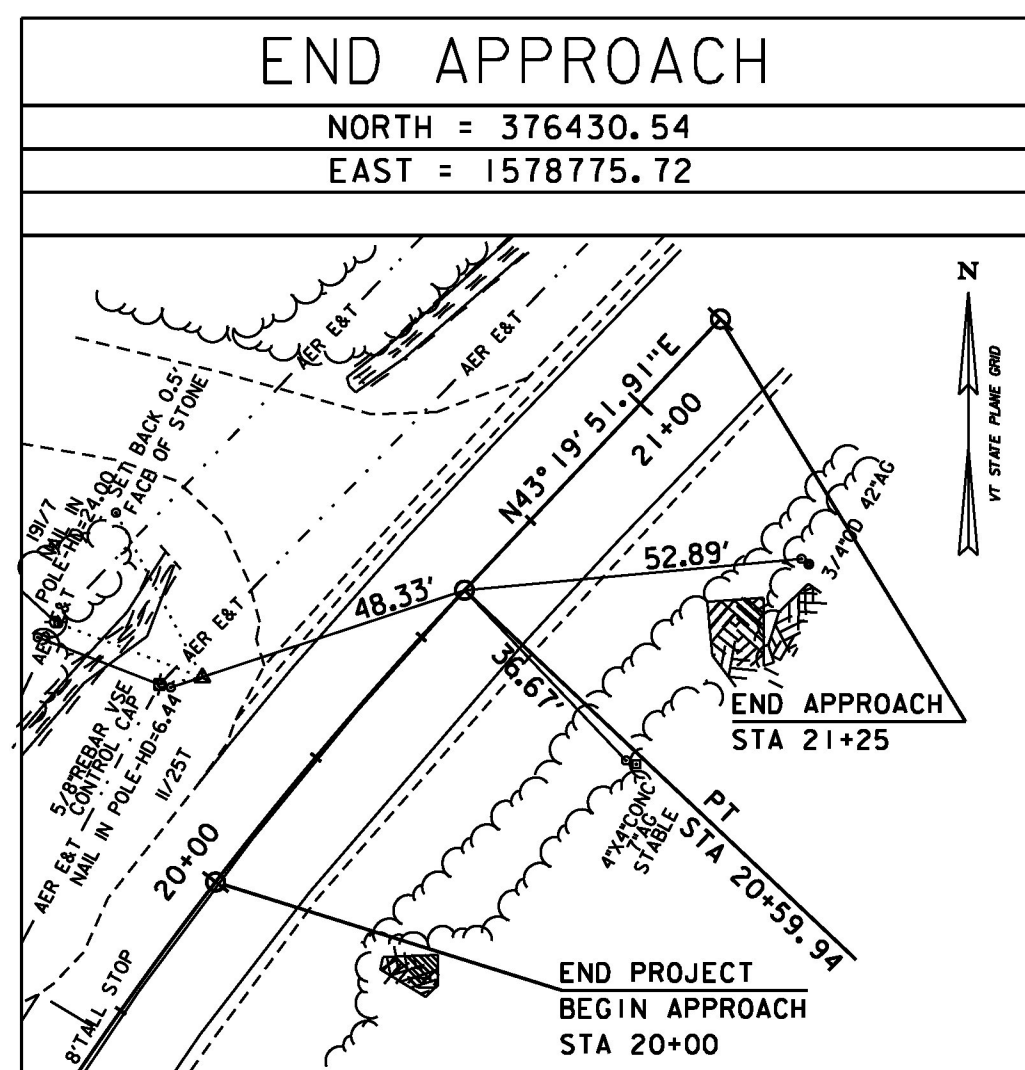 END APPROACH
NORTH = 376430.54
EAST = 1578775.72
N
VT STATE PLANE GRID
AER E&T
AER E&T
N43° 19' 51.91"E
21+00
SET 1 BACK 0.5'
FACE OF STONE
191/7
NAIL IN
POLE-HD=24.00
AER E&T
AER E&T
48.33'
52.89'
3/4"OD 42"AG
36.67'
END APPROACH
STA 21+25
5/8"REBAR VSE
CONTROL CAP
NAIL IN POLE-HD=6.44
11/25T
AER E&T
4"X4"CONC
7"AG
STABLE
PT
STA 20+59.94
20+00
8'TALL STOP
END PROJECT
BEGIN APPROACH
STA 20+00